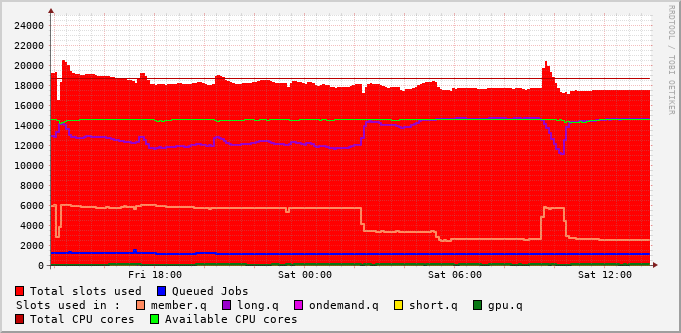 RRDTOOL / TOBI OETIKER
24000
22000
20000
18000
16000
14000
12000
10000
8000
6000
4000
2000
0
Fri 18:00 Sat 00:00 Sat 06:00 Sat 12:00
Total slots used Queued Jobs
Slots used in : member.q long.q ondemand.q short.q gpu.q
Total CPU cores Available CPU cores